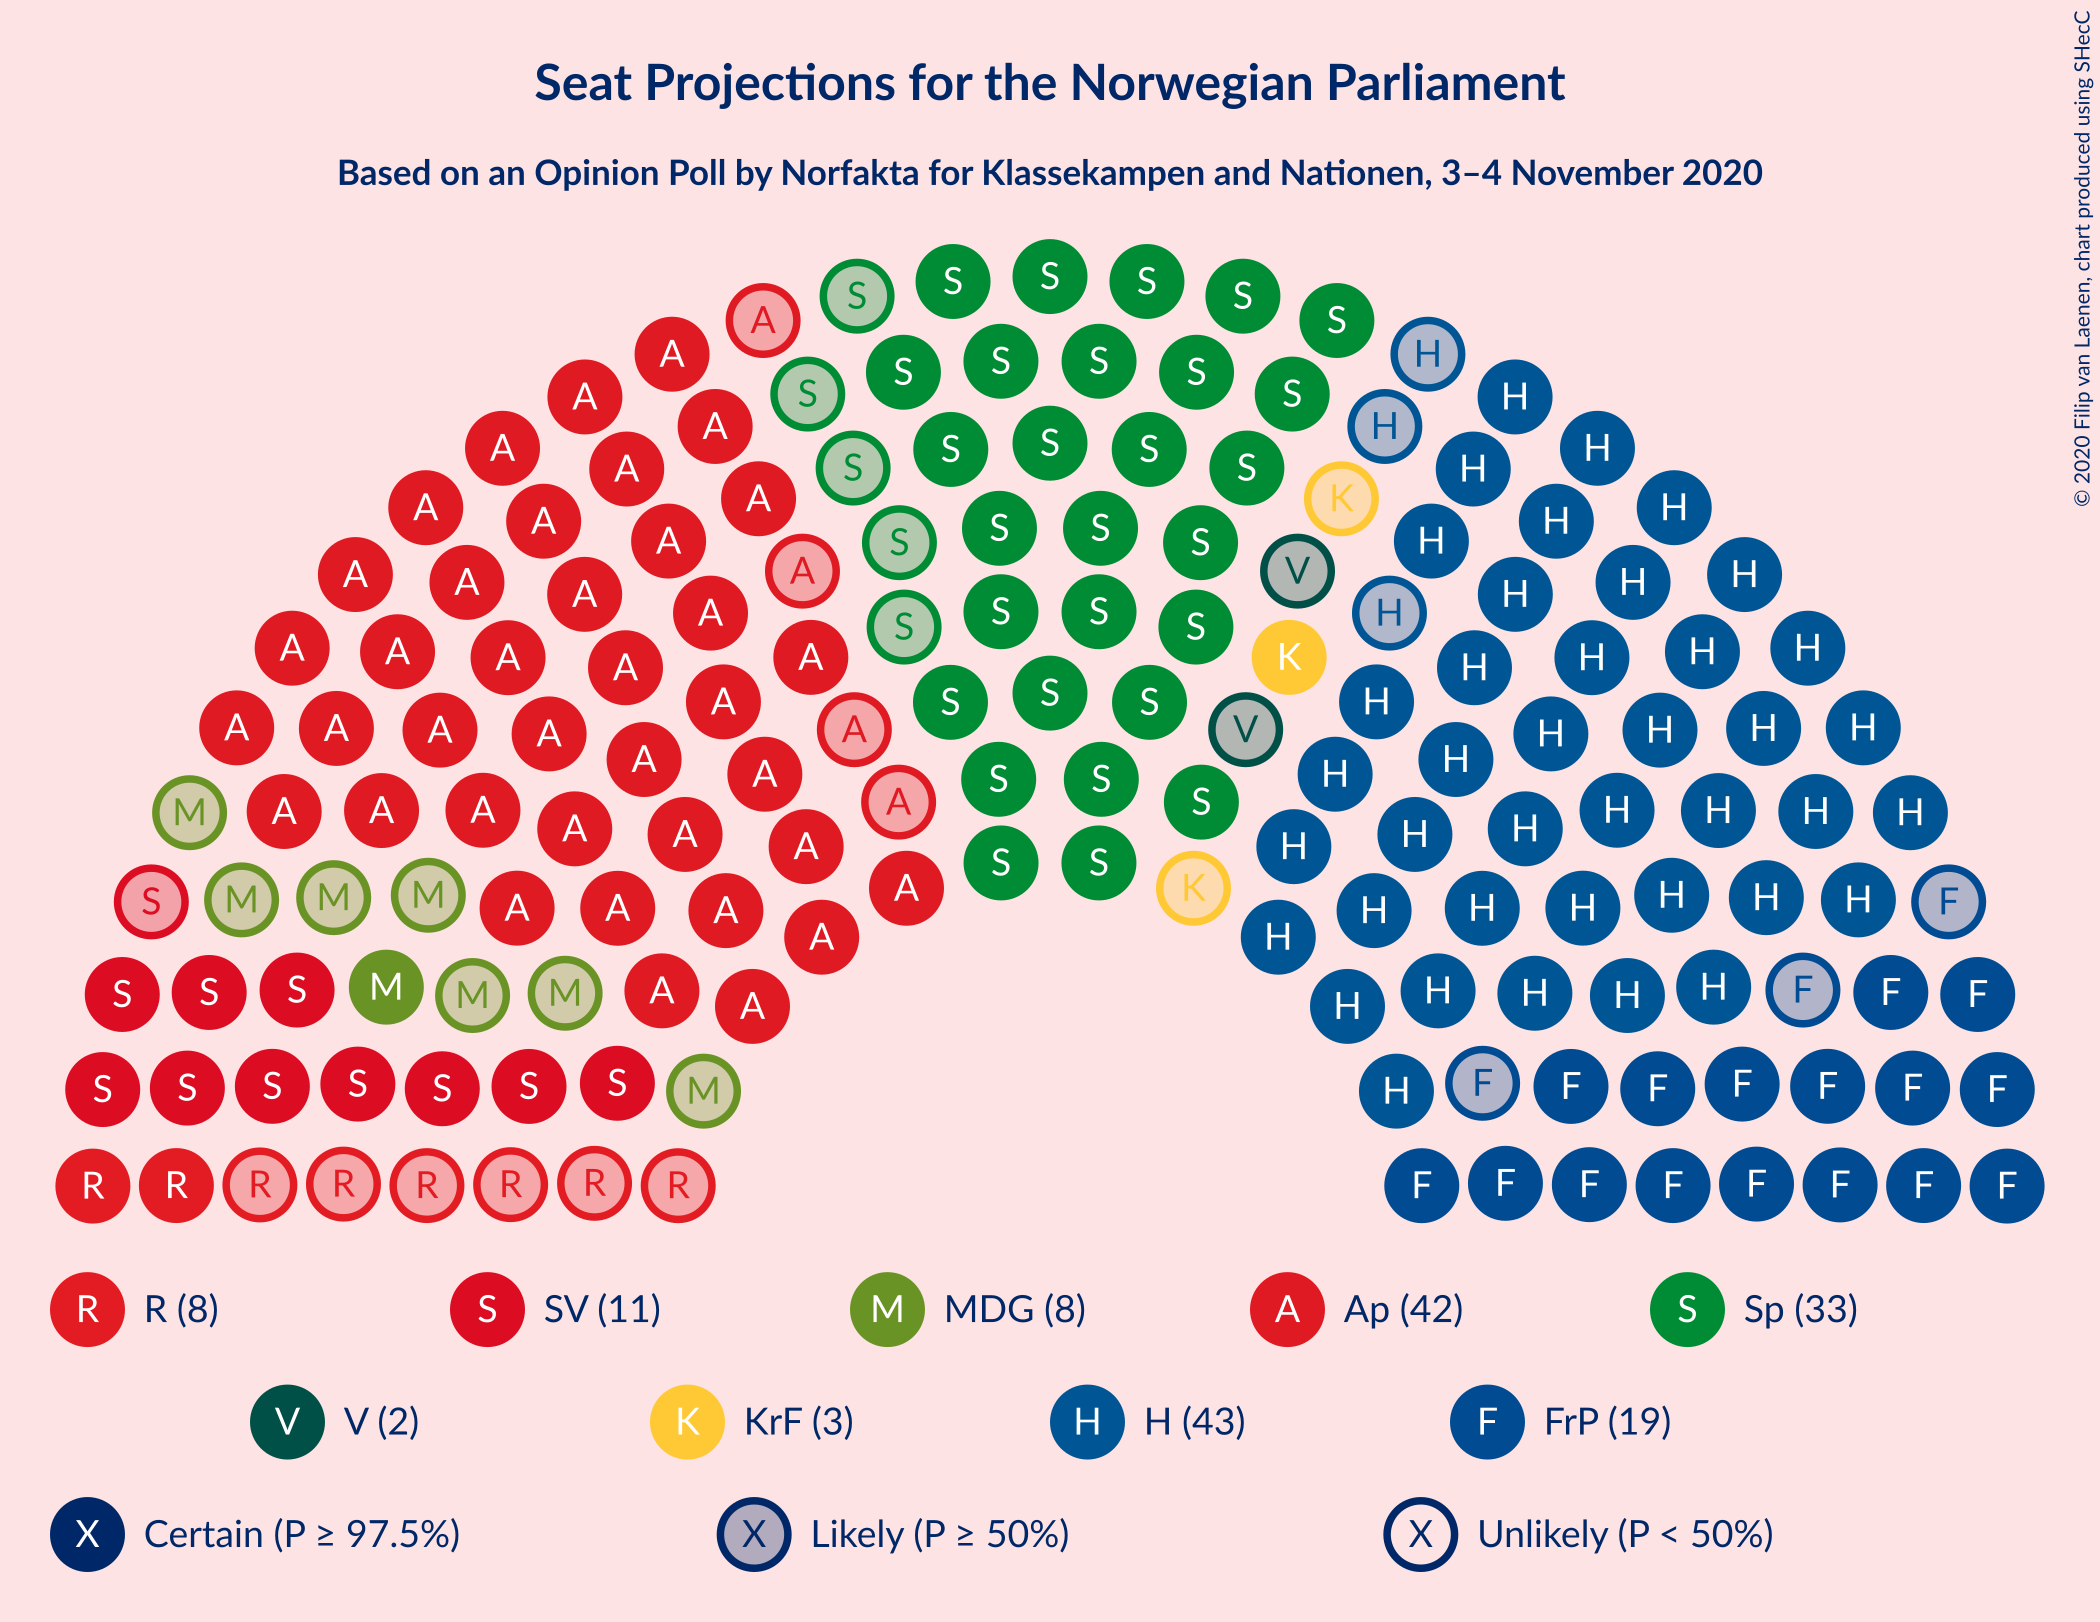 Seat Projections for the Norwegian Parliament
Based on an Opinion Poll by Norfakta for Klassekampen and Nationen, 3–4 November 2020
© 2020 Filip van Laenen, chart produced using SHecC
S S S S S S
A H
A S S S S S S H H
A A H H
A A S S S S S H H
A A A K H H H
A A S S S S H H
A A A V H H H
A A A A S S S S K H H H H
A A A A A S S S V H H H H H
A A A A A A S S S H H H H H H
M A A A A A A A S S K H H H H H H H H
S M M M A A A A H H H H H H H F
S S S M M M A A H H H H H H F F F
S S S S S S S M H F F F F F F F
R R R R R R R R F F F F F F F F
R R (8) S SV (11) M MDG (8) A Ap (42) S Sp (33)
V V (2) K KrF (3) H H (43) F FrP (19)
X Certain (P ≥ 97.5%) X Likely (P ≥ 50%) X Unlikely (P < 50%)